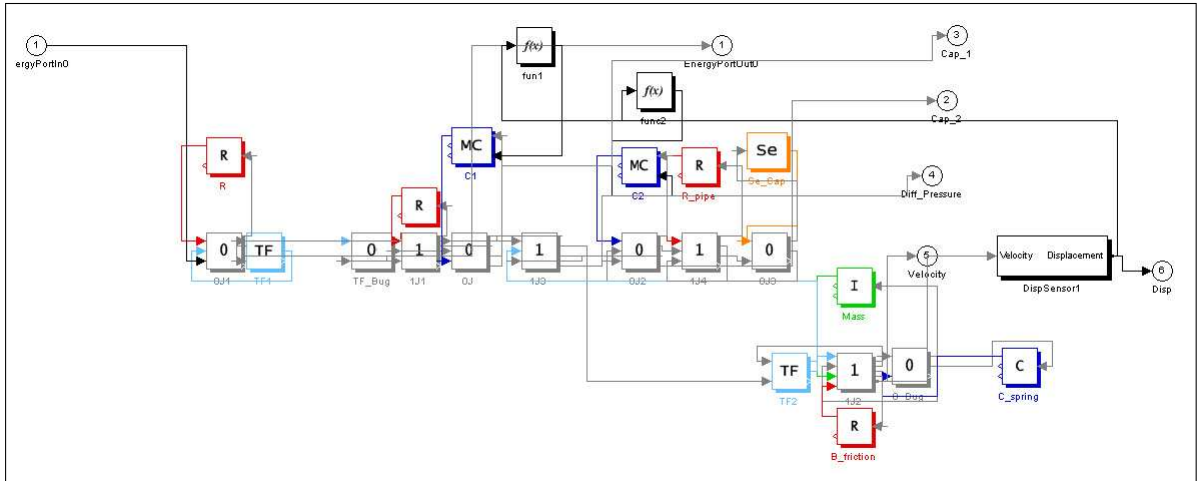 1
ergyPortIn0
f(x)
fun1
1
EnergyPortOut0
3
Cap_1
f(x)
func2
2
Cap_2
R
R
MC
C1
R
MC
C2
R
R_pipe
Se
Se_Cap
4
Diff_Pressure
0
0J1
TF
TF1
0
TF_Bug
1
1J1
0
0J
1
1J3
0
0J2
1
1J4
0
0J3
5
Velocity
Velocity Displacement
DispSensor1
6
Disp
I
Mass
TF
TF2
1
1J2
0
C
C_spring
R
B_friction